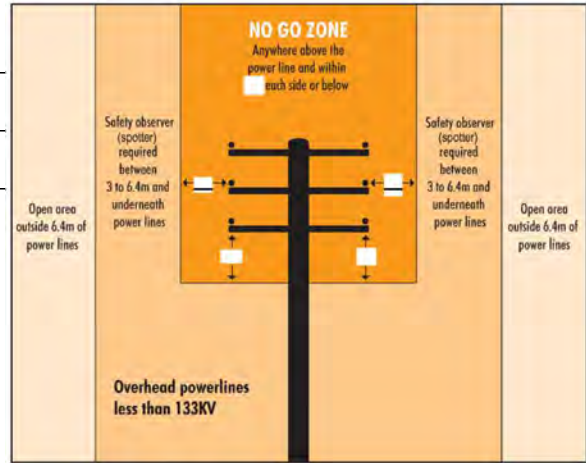 NO GO ZONE
Anywhere above the
power line and within
each side or below
Safety observer
(spotter)
required
between
3 to 6.4m and
underneath
power lines
Safety observer
(spotter)
required
between
3 to 6.4m and
underneath
power lines
Open area
outside 6.4m of
power lines
Open area
outside 6.4m of
power lines
Overhead powerlines
less than 133KV